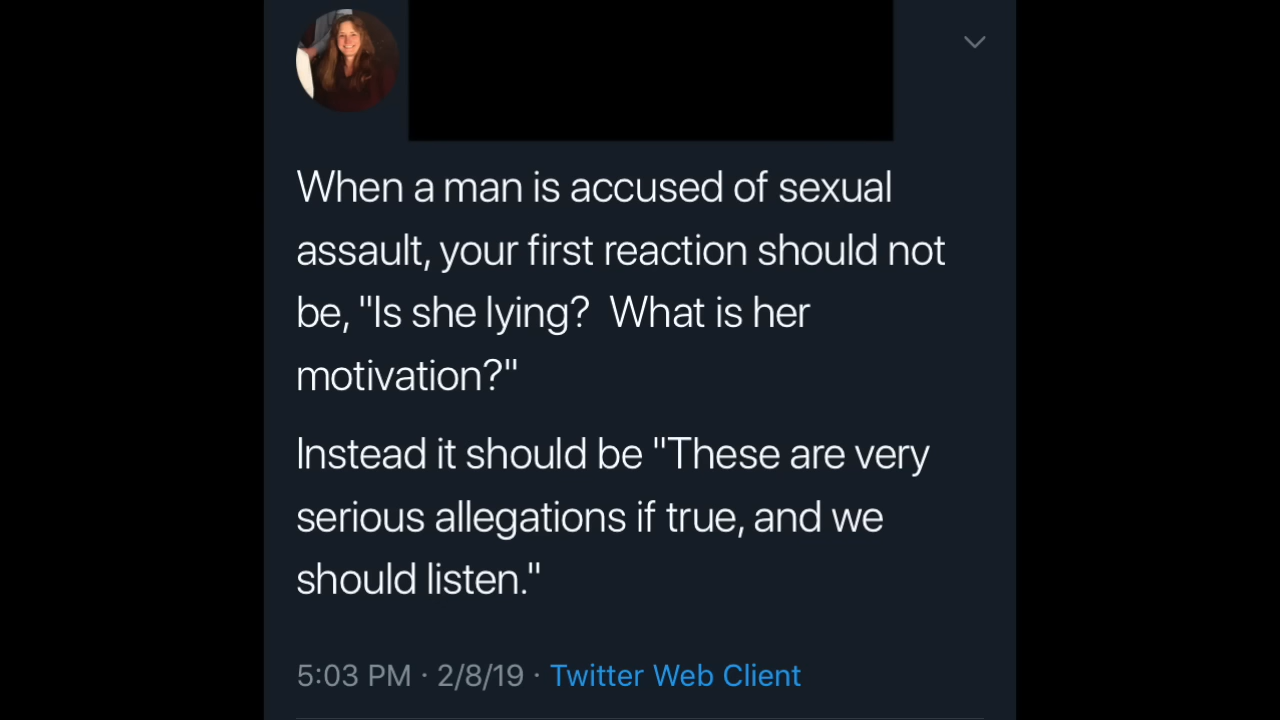 When a man is accused of sexual
assault, your first reaction should not
be, "Is she lying?  What is her
motivation?"
Instead it should be "These are very
serious allegations if true, and we
should listen."
5:03 PM · 2/8/19 · Twitter Web Client